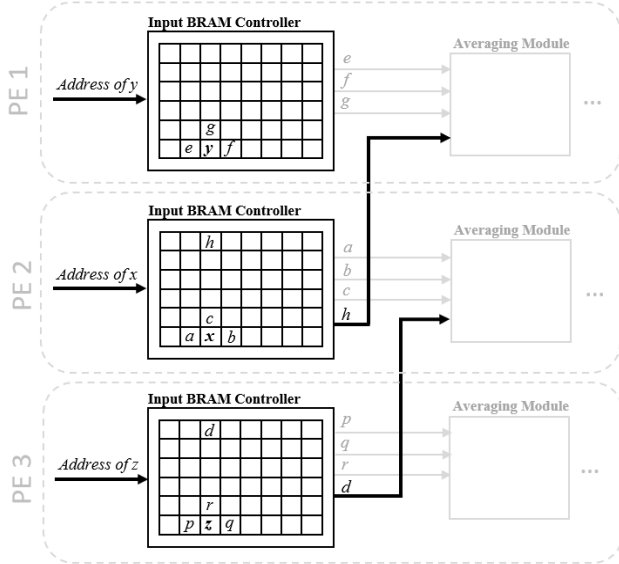 PE 1
Input BRAM Controller
Averaging Module
Address of y
e
f
g
...
g
e y f
PE 2
Input BRAM Controller
Averaging Module
Address of x
h
a
b
c
h
...
c
a x b
PE 3
Input BRAM Controller
Averaging Module
Address of z
d
p
q
r
d
...
r
p z q